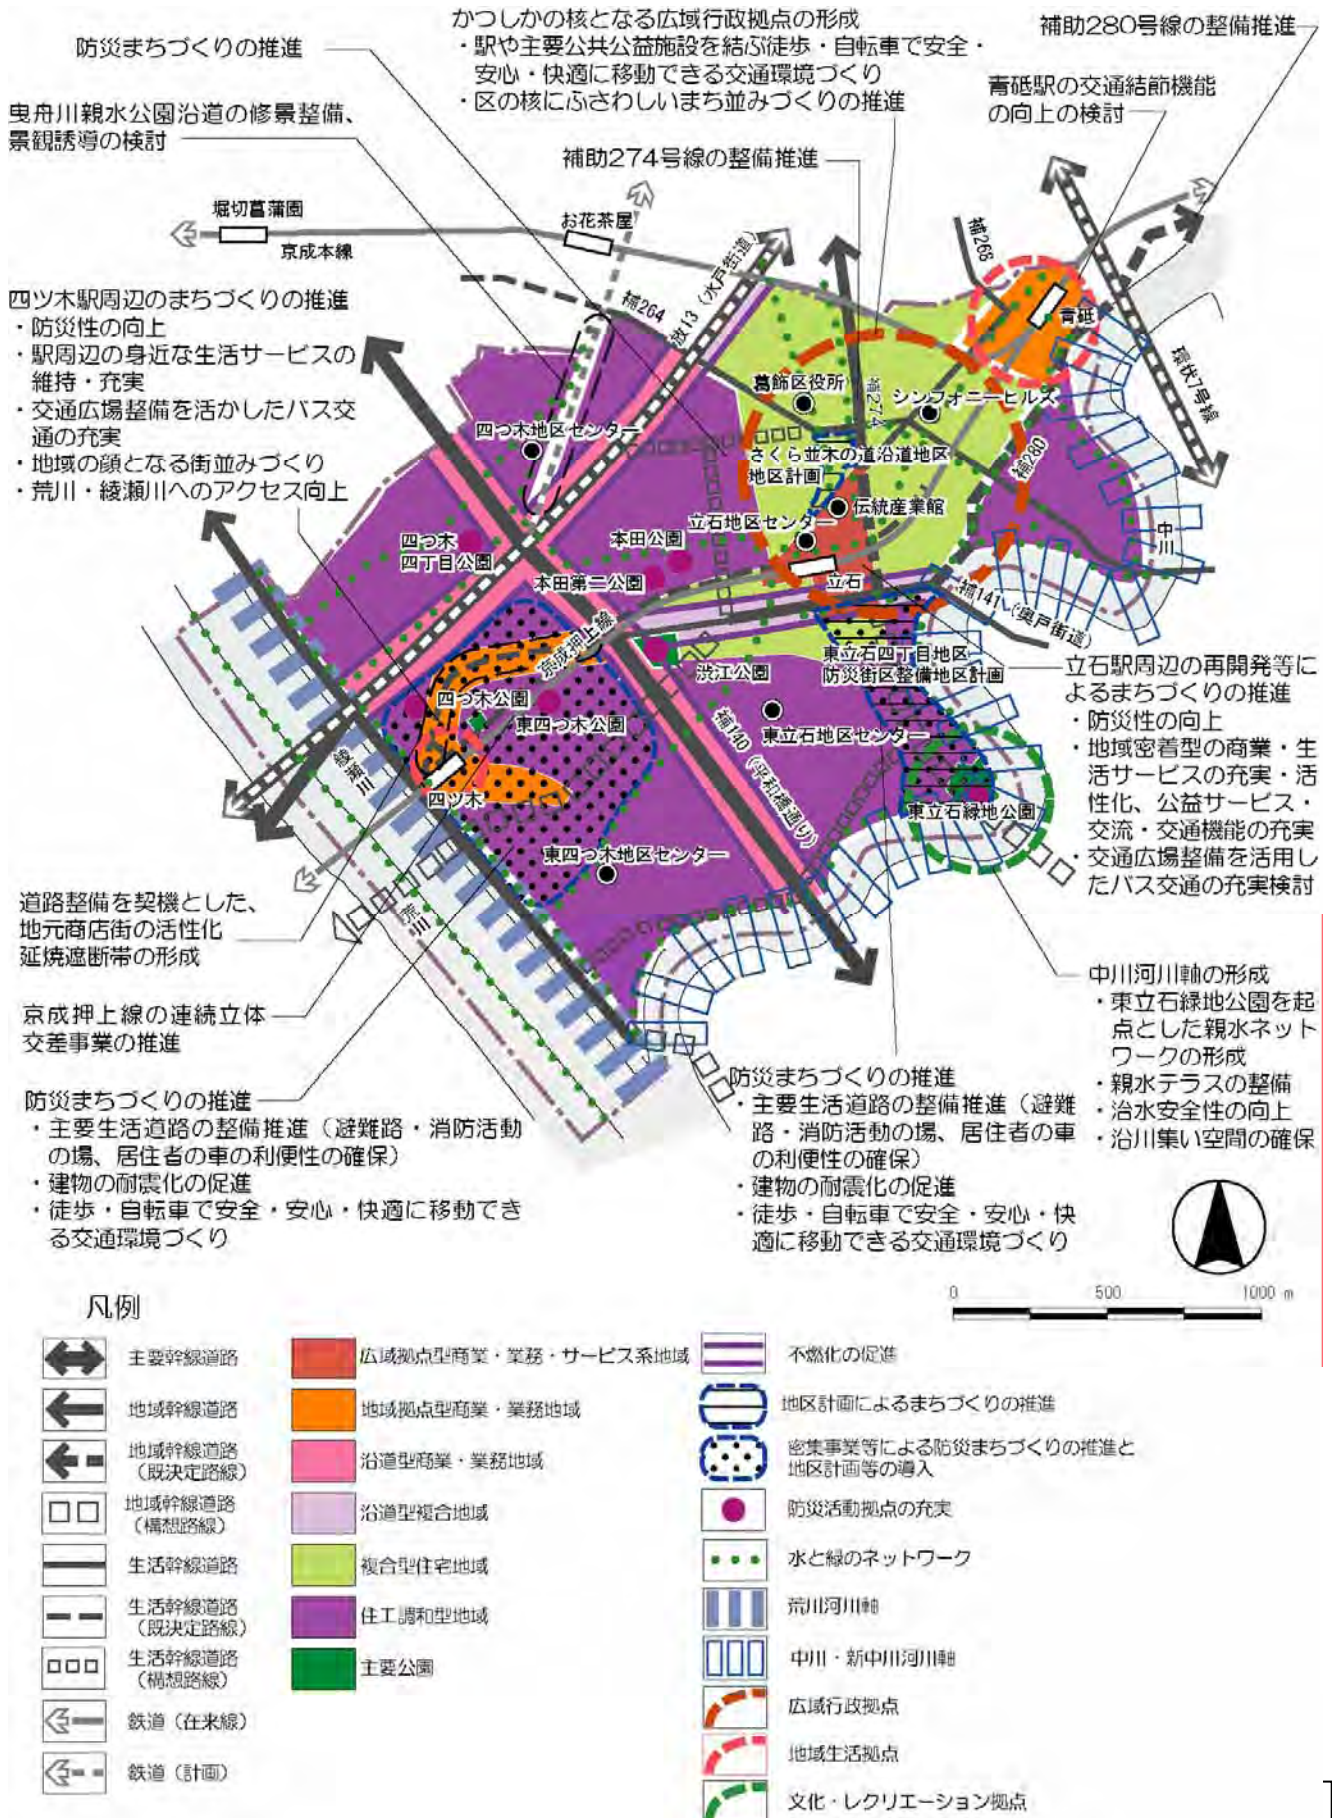 かつしかの核となる広域行政拠点の形成
・駅や主要公共公益施設を結ぶ徒歩・自転車で安全・
安心・快適に移動できる交通環境づくり
・区の核にふさわしいまち並みづくりの推進
補助280号線の整備推進
防災まちづくりの推進
青砥駅の交通結節機能
の向上の検討
曳舟川親水公園沿道の修景整備、
景観誘導の検討
補助274号線の整備推進
堀切菖蒲園
京成本線
お花茶屋
放13（水戸街道）
補264
補268
青砥
環状7号線
四ツ木駅周辺のまちづくりの推進
・防災性の向上
・駅周辺の身近な生活サービスの
維持・充実
・交通広場整備を活かしたバス交
通の充実
・地域の顔となる街並みづくり
・荒川・綾瀬川へのアクセス向上
葛飾区役所
補274
シンフォニーヒルズ
四つ木地区センター
さくら並木の道沿道地区
地区計画
補280
伝統産業館
立石地区センター
中川
四つ木
四丁目公園
本田公園
本田第二公園
立石
補141（奥戸街道）
京成押上線
渋江公園
東立石四丁目地区
防災街区整備地区計画
立石駅周辺の再開発等に
よるまちづくりの推進
・防災性の向上
・地域密着型の商業・生
活サービスの充実・活
性化、公益サービス・
交流・交通機能の充実
・交通広場整備を活用し
たバス交通の充実検討
四つ木公園
東四つ木公園
東立石地区センター
補140（平和橋通り）
綾瀬川
四ツ木
東立石緑地公園
東四つ木地区センター
荒川
道路整備を契機とした、
地元商店街の活性化
延焼遮断帯の形成
京成押上線の連続立体
交差事業の推進
中川河川軸の形成
・東立石緑地公園を起
点とした親水ネット
ワークの形成
・親水テラスの整備
・治水安全性の向上
・沿川集い空間の確保
防災まちづくりの推進
・主要生活道路の整備推進（避難路・消防活動
の場、居住者の車の利便性の確保）
・建物の耐震化の促進
・徒歩・自転車で安全・安心・快適に移動でき
る交通環境づくり
防災まちづくりの推進
・主要生活道路の整備推進（避難
路・消防活動の場、居住者の車
の利便性の確保）
・建物の耐震化の促進
・徒歩・自転車で安全・安心・快
適に移動できる交通環境づくり
0 500 1000 m
凡例
主要幹線道路
地域幹線道路
地域幹線道路
（既決定路線）
地域幹線道路
（構想路線）
生活幹線道路
生活幹線道路
（既決定路線）
生活幹線道路
（構想路線）
鉄道（在来線）
鉄道（計画）
広域拠点型商業・業務・サービス系地域
地域拠点型商業・業務地域
沿道型商業・業務地域
沿道型複合地域
複合型住宅地域
住工調和型地域
主要公園
不燃化の促進
地区計画によるまちづくりの推進
密集事業等による防災まちづくりの推進と
地区計画等の導入
防災活動拠点の充実
水と緑のネットワーク
荒川河川軸
中川・新中川河川軸
広域行政拠点
地域生活拠点
文化・レクリエーション拠点